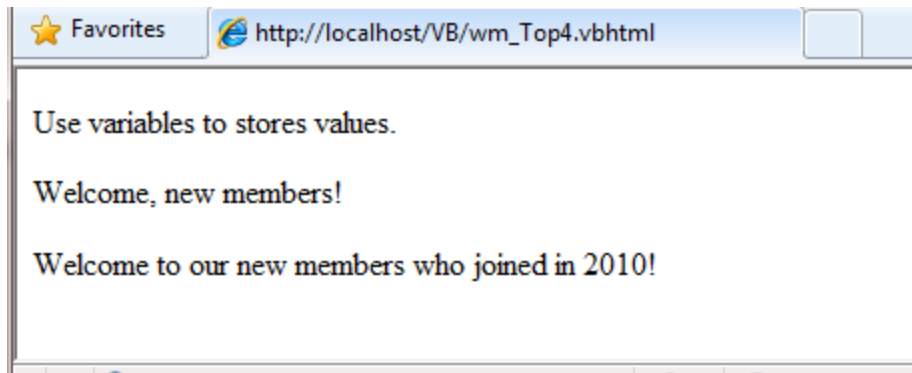 Favorites
http://localhost/VB/wm_Top4.vbhtml
Use variables to stores values.
Welcome, new members!
Welcome to our new members who joined in 2010!